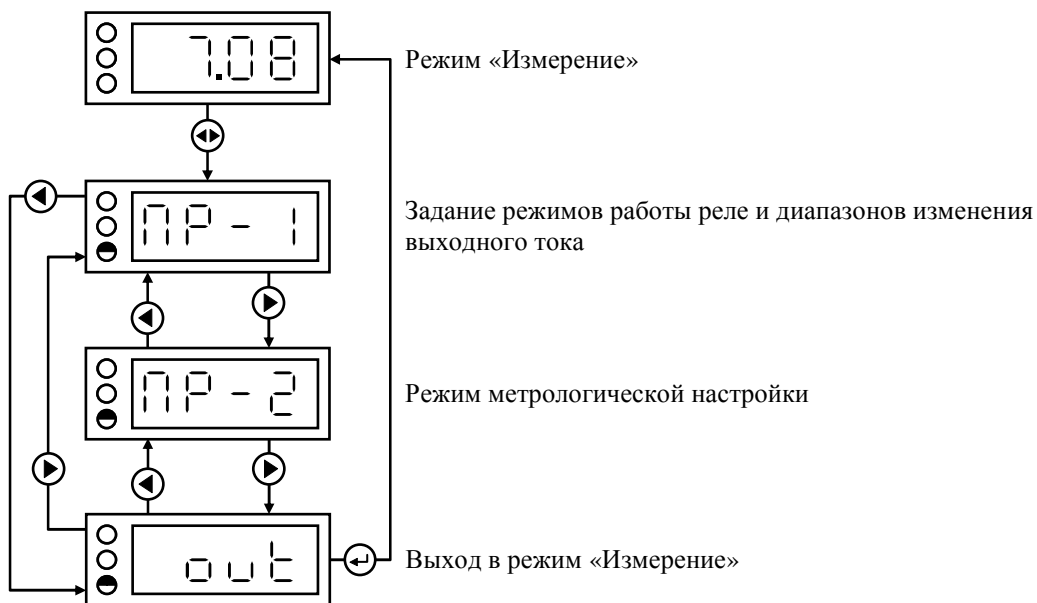 7.08
Режим «Измерение»
ПР-1
Задание режимов работы реле и диапазонов изменения
выходного тока
ПР-2
Режим метрологической настройки
out
Выход в режим «Измерение»